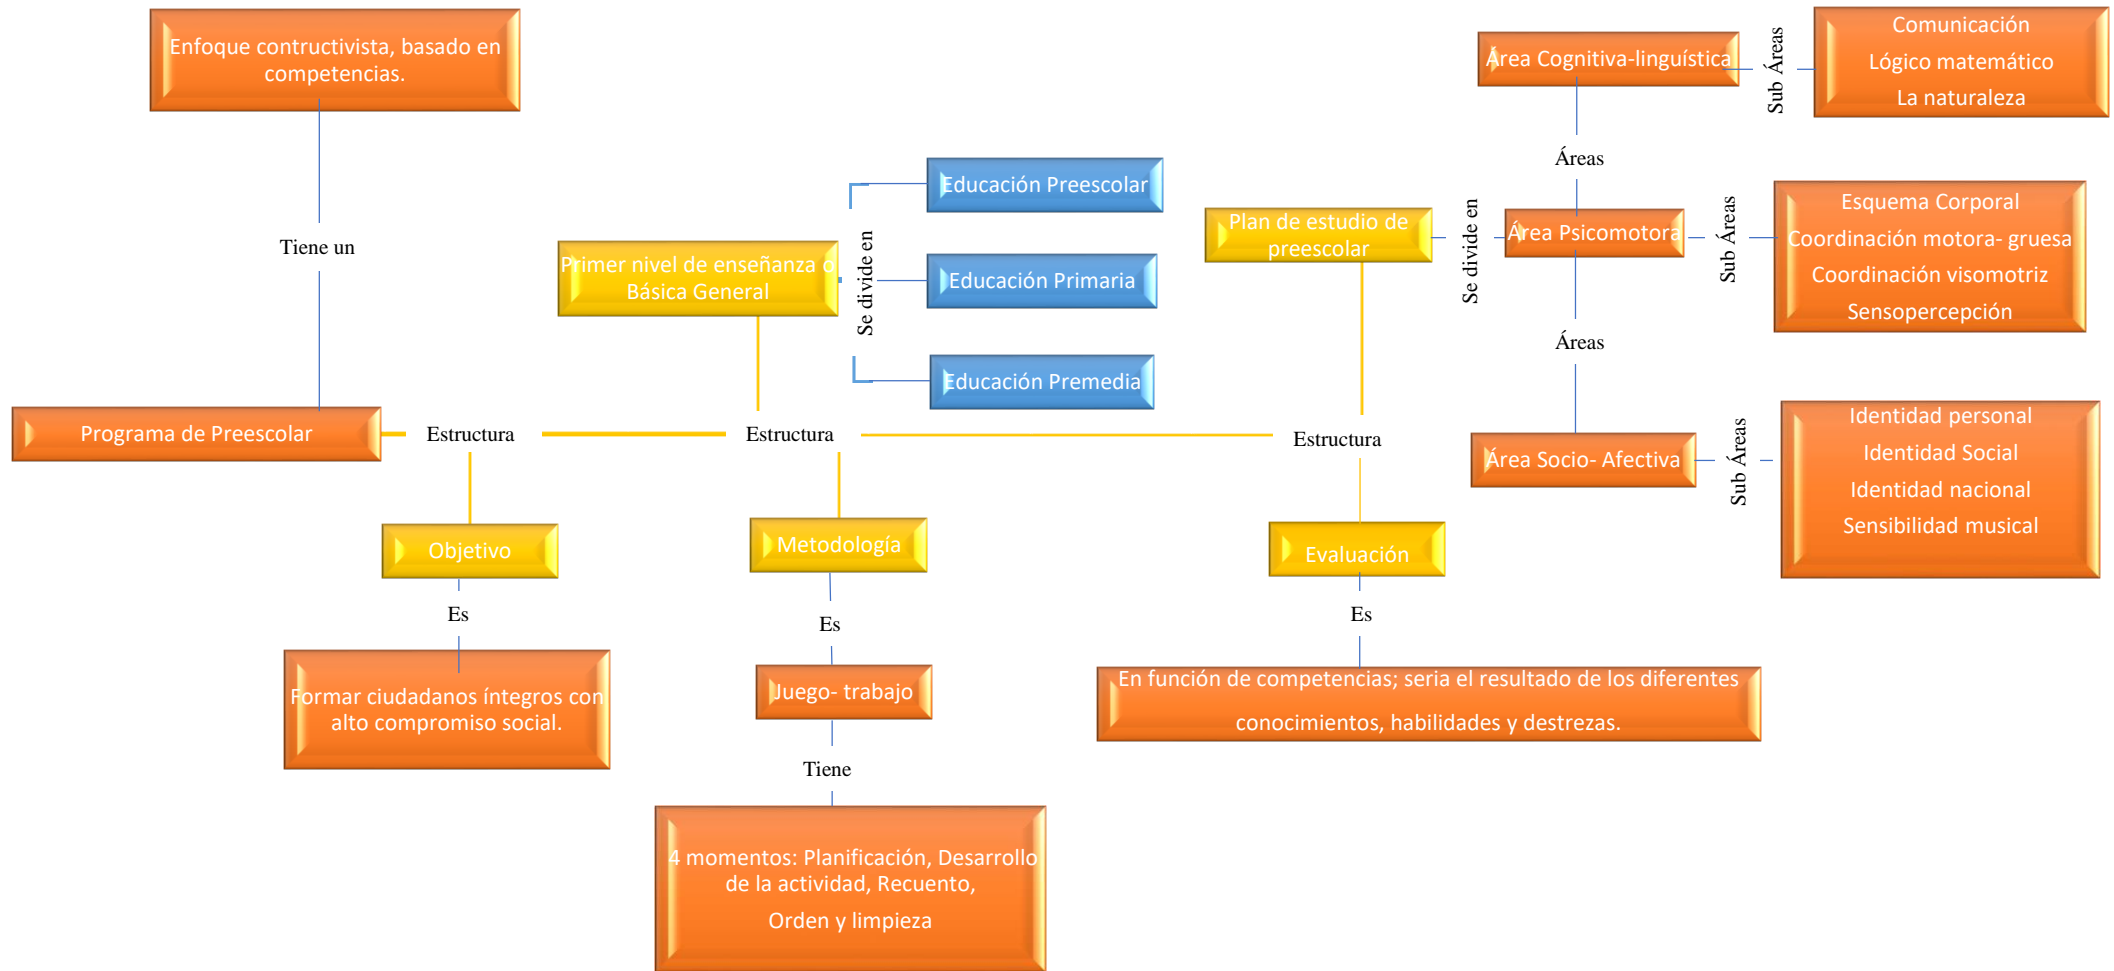 Enfoque contructivista, basado en
competencias.
Tiene un
Programa de Preescolar
Estructura
Objetivo
Es
Formar ciudadanos íntegros con
alto compromiso social.
Primer nivel de enseñanza o
Básica General
Se divide en
Educación Preescolar
Educación Primaria
Educación Premedia
Estructura
Metodología
Es
Juego- trabajo
Tiene
4 momentos: Planificación, Desarrollo
de la actividad, Recuento,
Orden y limpieza
Plan de estudio de
preescolar
Se divide en
Área Cognitiva-linguística
Sub Áreas
Comunicación
Lógico matemático
La naturaleza
Áreas
Área Psicomotora
Sub Áreas
Esquema Corporal
Coordinación motora- gruesa
Coordinación visomotriz
Sensopercepción
Áreas
Área Socio- Afectiva
Sub Áreas
Identidad personal
Identidad Social
Identidad nacional
Sensibilidad musical
Estructura
Evaluación
Es
En función de competencias; seria el resultado de los diferentes
conocimientos, habilidades y destrezas.